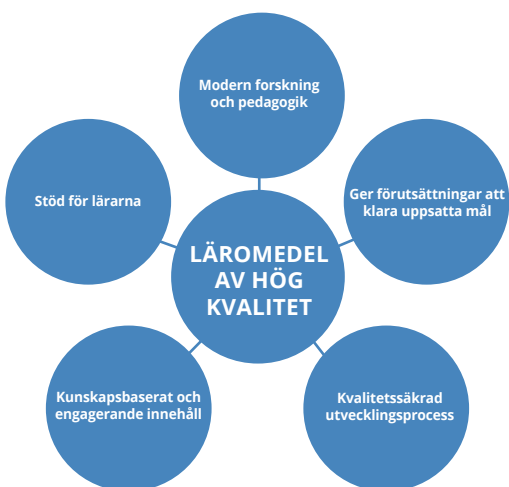 Modern forskning
och pedagogik
Stöd för lärarna
Ger förutsättningar att
klara uppsatta mål
LÄROMEDEL
AV HÖG
KVALITET
Kunskapsbaserat och
engagerande innehåll
Kvalitetssäkrad
utvecklingsprocess